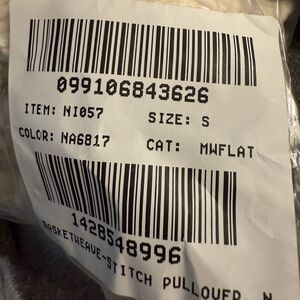 099106843626
ITEM: NI057 SIZE: S
COLOR: NA6817 CAT: MWFLAT
1428548996
BASKETWEAVE-STITCH PULLOVER N